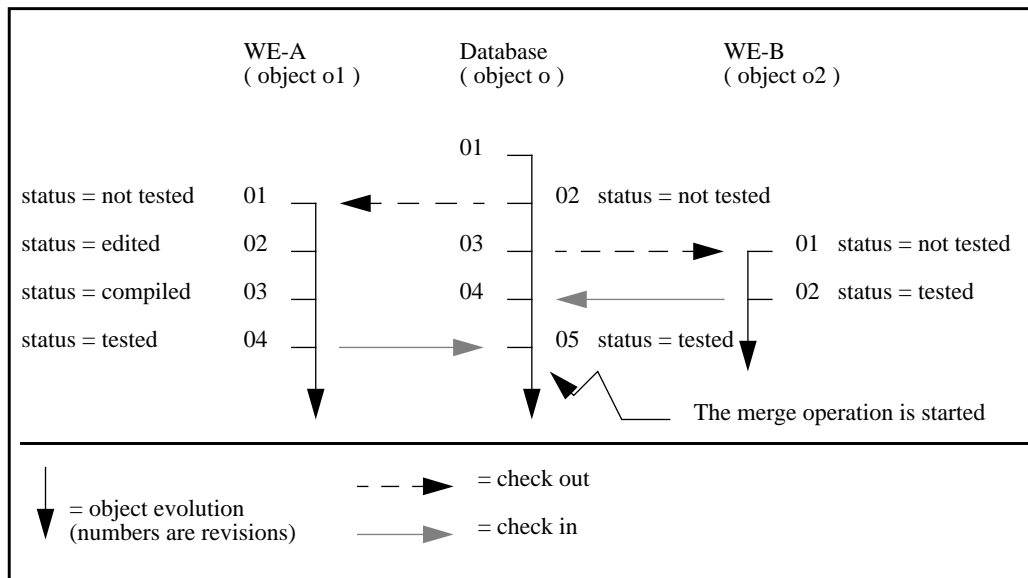 WE-A Database WE-B
( object o1 ) ( object o ) ( object o2 )
01
status = not tested 01 02 status = not tested
status = edited 02 03 01 status = not tested
status = compiled 03 04 02 status = tested
status = tested 04 05 status = tested
The merge operation is started
= object evolution
(numbers are revisions)
= check out
= check in